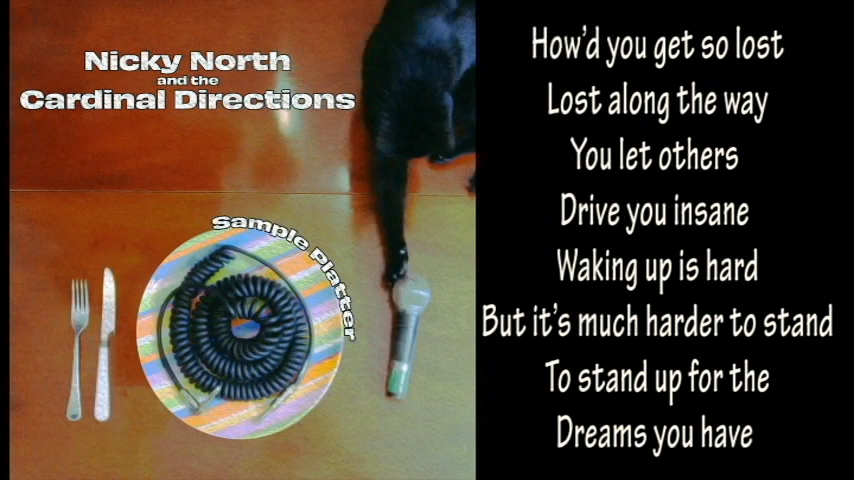 Nicky North
and the
Cardinal Directions
Sample Platter
How'd you get so lost
Lost along the way
You let others
Drive you insane
Waking up is hard
But it's much harder to stand
To stand up for the
Dreams you have